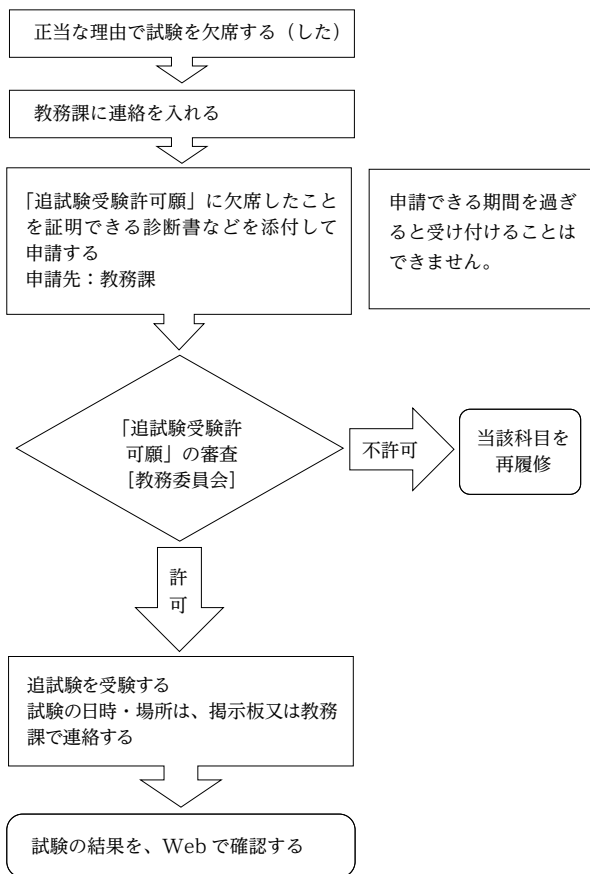 正当な理由で試験を欠席する（した）
教務課に連絡を入れる
「追試験受験許可願」に欠席したこと
を証明できる診断書などを添付して
申請する
申請先：教務課
申請できる期間を過ぎ
ると受け付けることは
できません。
「追試験受験許
可願」の審査
[教務委員会]
不許可
当該科目を
再履修
許
可
追試験を受験する
試験の日時・場所は、掲示板又は教務
課で連絡する
試験の結果を、Web で確認する